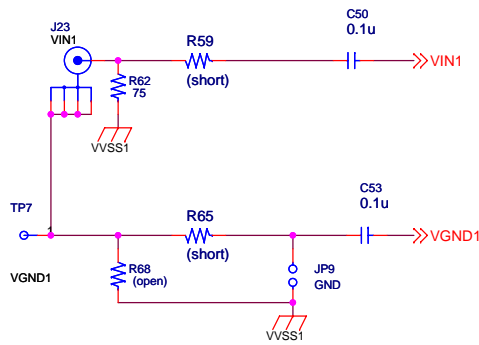 J23
VIN1
R59
(short)
C50
0.1u
VIN1
R62
75
VVSS1
TP7
1
VGND1
R65
(short)
C53
0.1u
VGND1
R68
(open)
JP9
GND
VVSS1